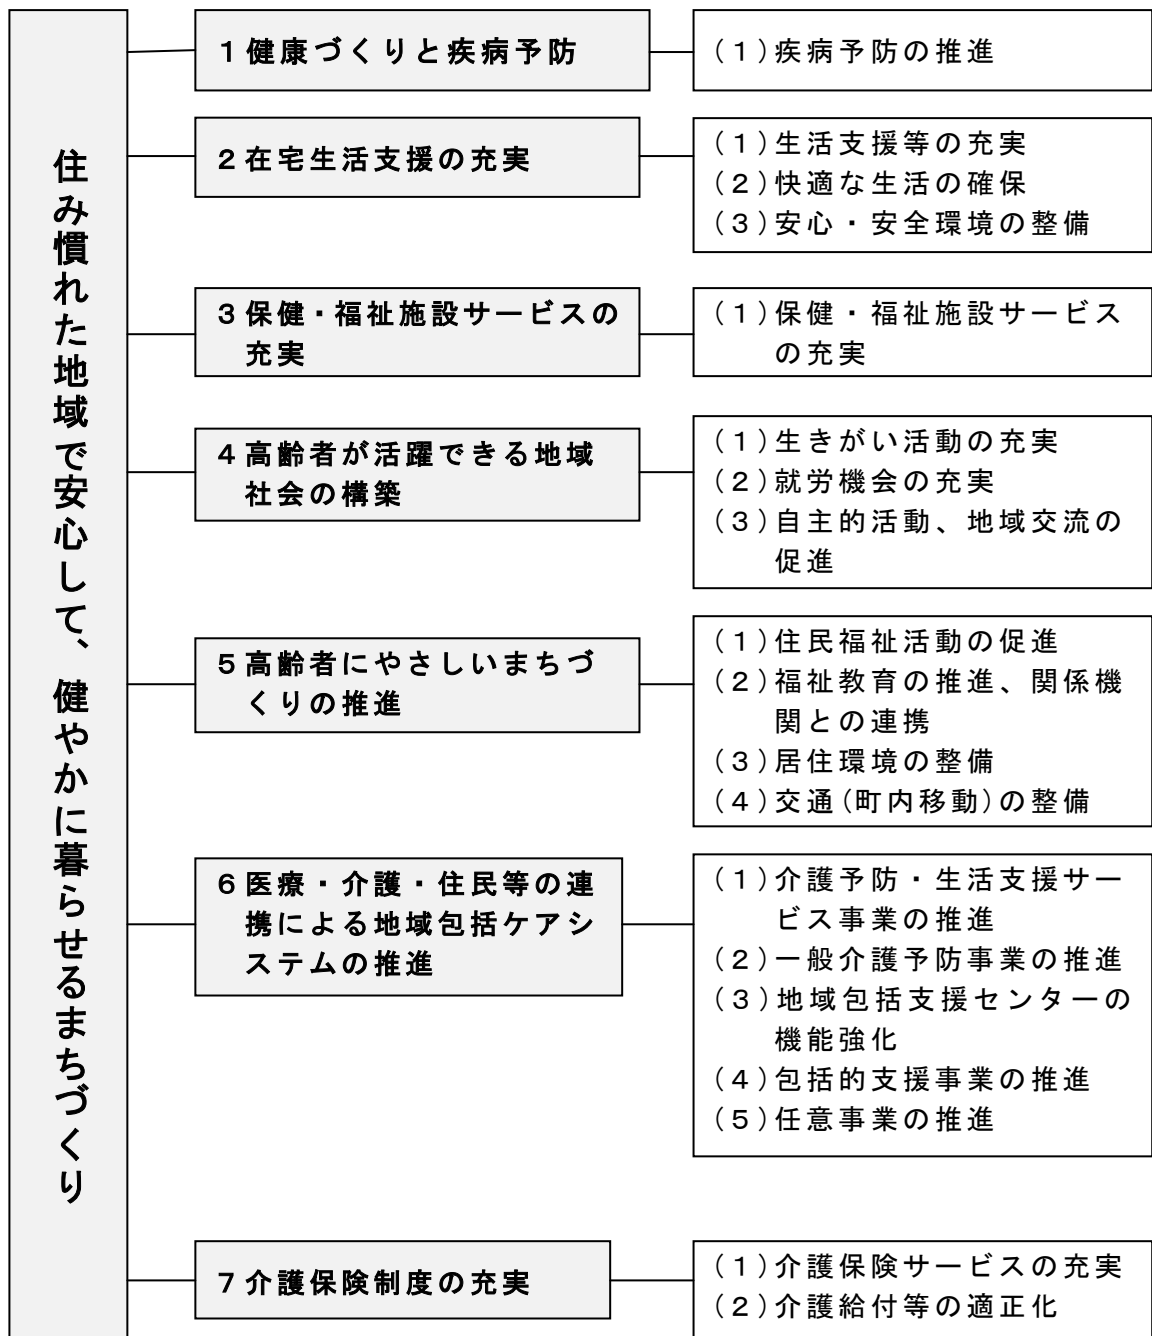 住み慣れた地域で安心して、健やかに暮らせるまちづくり
１健康づくりと疾病予防
（１）疾病予防の推進
２在宅生活支援の充実
（１）生活支援等の充実
（２）快適な生活の確保
（３）安心・安全環境の整備
３保健・福祉施設サービスの
充実
（１）保健・福祉施設サービス
の充実
４高齢者が活躍できる地域
社会の構築
（１）生きがい活動の充実
（２）就労機会の充実
（３）自主的活動、地域交流の
促進
５高齢者にやさしいまちづ
くりの推進
（１）住民福祉活動の促進
（２）福祉教育の推進、関係機
関との連携
（３）居住環境の整備
（４）交通(町内移動)の整備
６医療・介護・住民等の連
携による地域包括ケアシ
ステムの推進
（１）介護予防・生活支援サー
ビス事業の推進
（２）一般介護予防事業の推進
（３）地域包括支援センターの
機能強化
（４）包括的支援事業の推進
（５）任意事業の推進
７介護保険制度の充実
（１）介護保険サービスの充実
（２）介護給付等の適正化